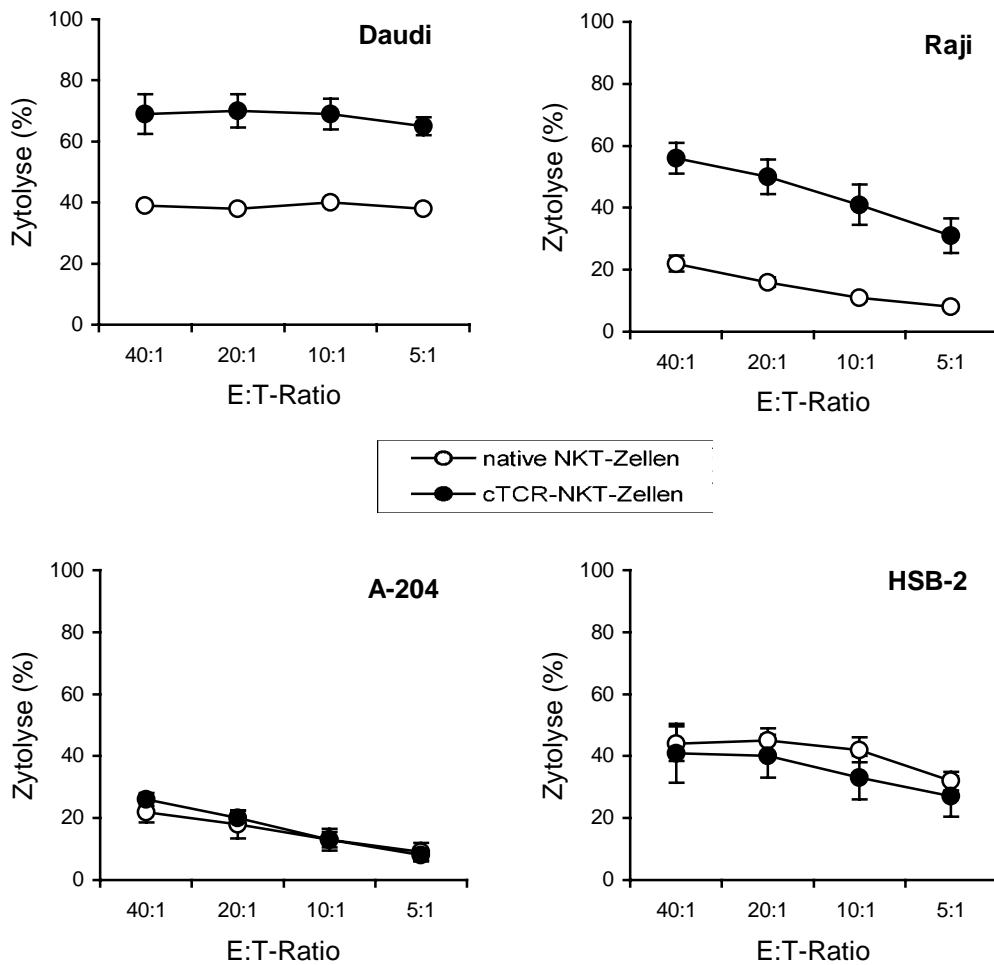 Daudi
Zytolyse (%)
100
80
60
40
20
0
40:1 20:1 10:1 5:1
E:T-Ratio
Raji
Zytolyse (%)
100
80
60
40
20
0
40:1 20:1 10:1 5:1
E:T-Ratio
native NKT-Zellen
cTCR-NKT-Zellen
A-204
Zytolyse (%)
100
80
60
40
20
0
40:1 20:1 10:1 5:1
E:T-Ratio
HSB-2
Zytolyse (%)
100
80
60
40
20
0
40:1 20:1 10:1 5:1
E:T-Ratio